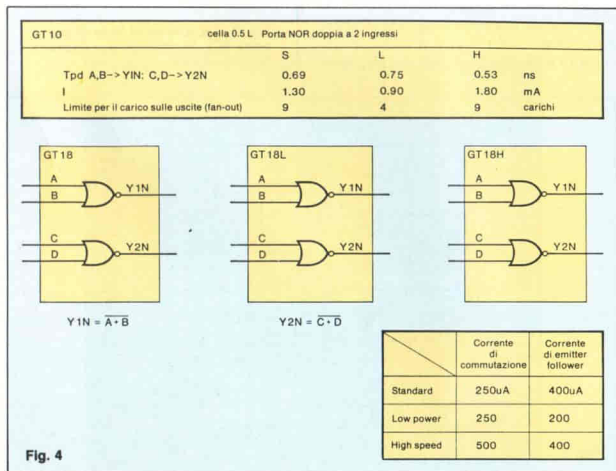 GT10 cella 0.5 L Porta NOR doppia a 2 ingressi
S L H
Tpd A,B-> YIN: C,D-> Y2N 0.69 0.75 0.53 ns
I 1.30 0.90 1.80 mA
Limite per il carico sulle uscite (fan-out) 9 4 9 carichi
GT18 GT18L GT18H
A Y1N A Y1N A Y1N
B B B
C Y2N C Y2N C Y2N
D D D
Y1N = A+B Y2N = C+D
Corrente di commutazione Corrente di emitter follower
Standard 250uA 400uA
Low power 250 200
High speed 500 400
Fig. 4